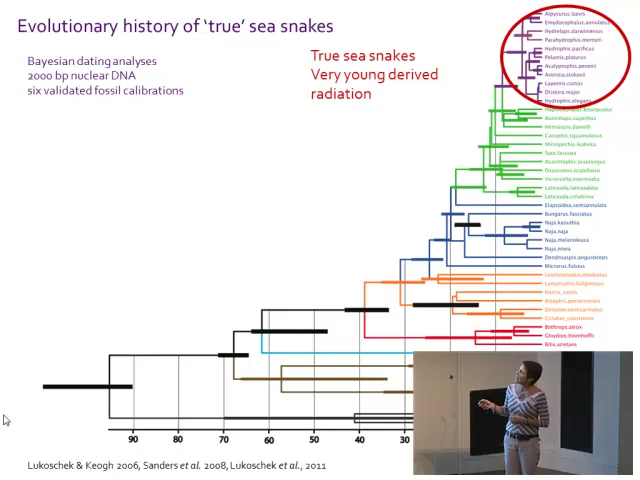 Evolutionary history of 'true' sea snakes
Bayesian dating analyses
2000 bp nuclear DNA
six validated fossil calibrations
True sea snakes
Very young derived
radiation
Aipysurus.laevis
Emydocephalus.annulatus
Hydrelaps.darwiniensis
Parahydrophis.mertoni
Hydrophis.pacificus
Pelamis.platurus
Acalyptophis.peronii
Astrotia.stokesii
Lapemis.curtus
Disteira.major
Hydrophis.elegans
Austrelaps.superbus
Hemiaspis.damelii
Cacophis.squamulosus
Micropechis.ikaheka
Suta.fasciata
Acanthophis.praelongus
Oxyuranus.scutellatus
Vermicella.intermedia
Laticauda.laticaudata
Laticauda.colubrina
Elapsoidea.semiannulata
Bungarus.fasciatus
Naja.kaouthia
Naja.naja
Naja.melanoleuca
Naja.nivea
Dendroaspis.angusticeps
Micrurus.fulvius
Lamprophis.fuliginosus
Bothrops.atrox
Gloydius.blomhoffii
Bitis.arietans
90 80 70 60 50 40 30
Lukoschek & Keogh 2006, Sanders et al. 2008, Lukoschek et al., 2011